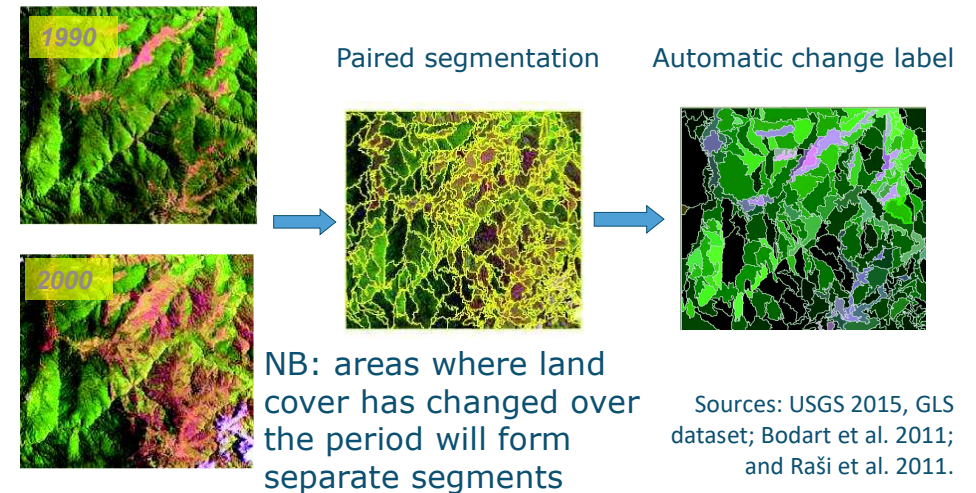 1990
Paired segmentation
Automatic change label
2000
NB: areas where land
cover has changed over
the period will form
separate segments
Sources: USGS 2015, GLS
dataset; Bodart et al. 2011;
and Raši et al. 2011.